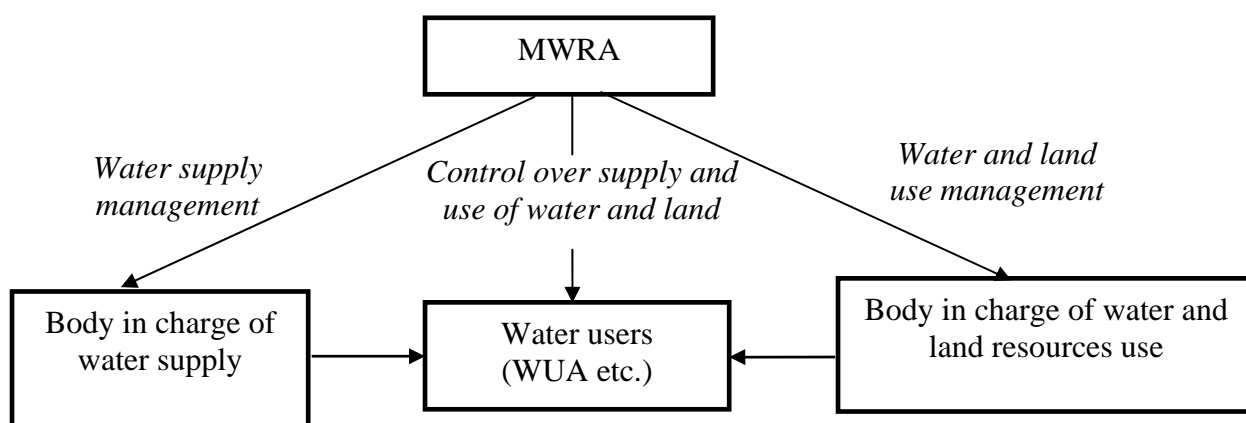 MWRA
Water supply
management
Control over supply and
use of water and land
Water and land
use management
Body in charge of
water supply
Water users
(WUA etc.)
Body in charge of water and
land resources use